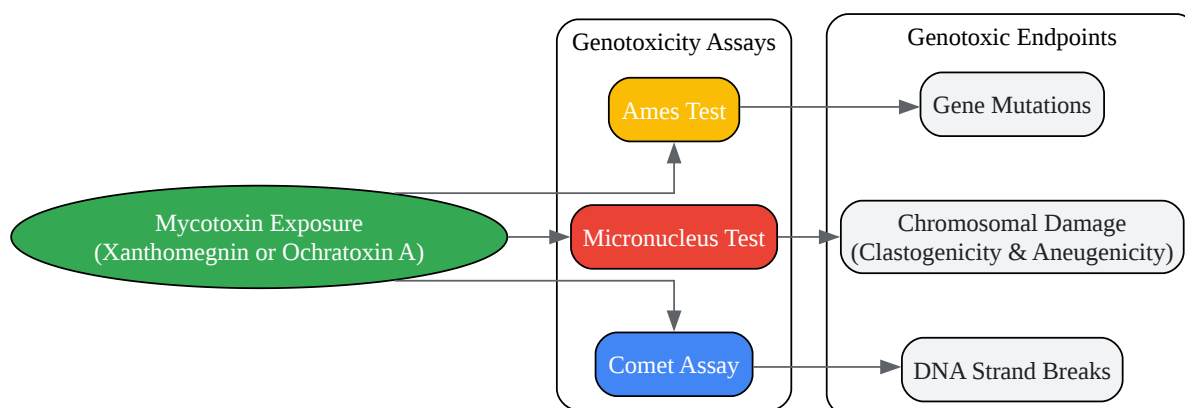 Genotoxicity Assays
Genotoxic Endpoints
Ames Test
Gene Mutations
Mycotoxin Exposure
(Xanthomegnin or Ochratoxin A)
Micronucleus Test
Chromosomal Damage
(Clastogenicity & Aneugenicity)
Comet Assay
DNA Strand Breaks